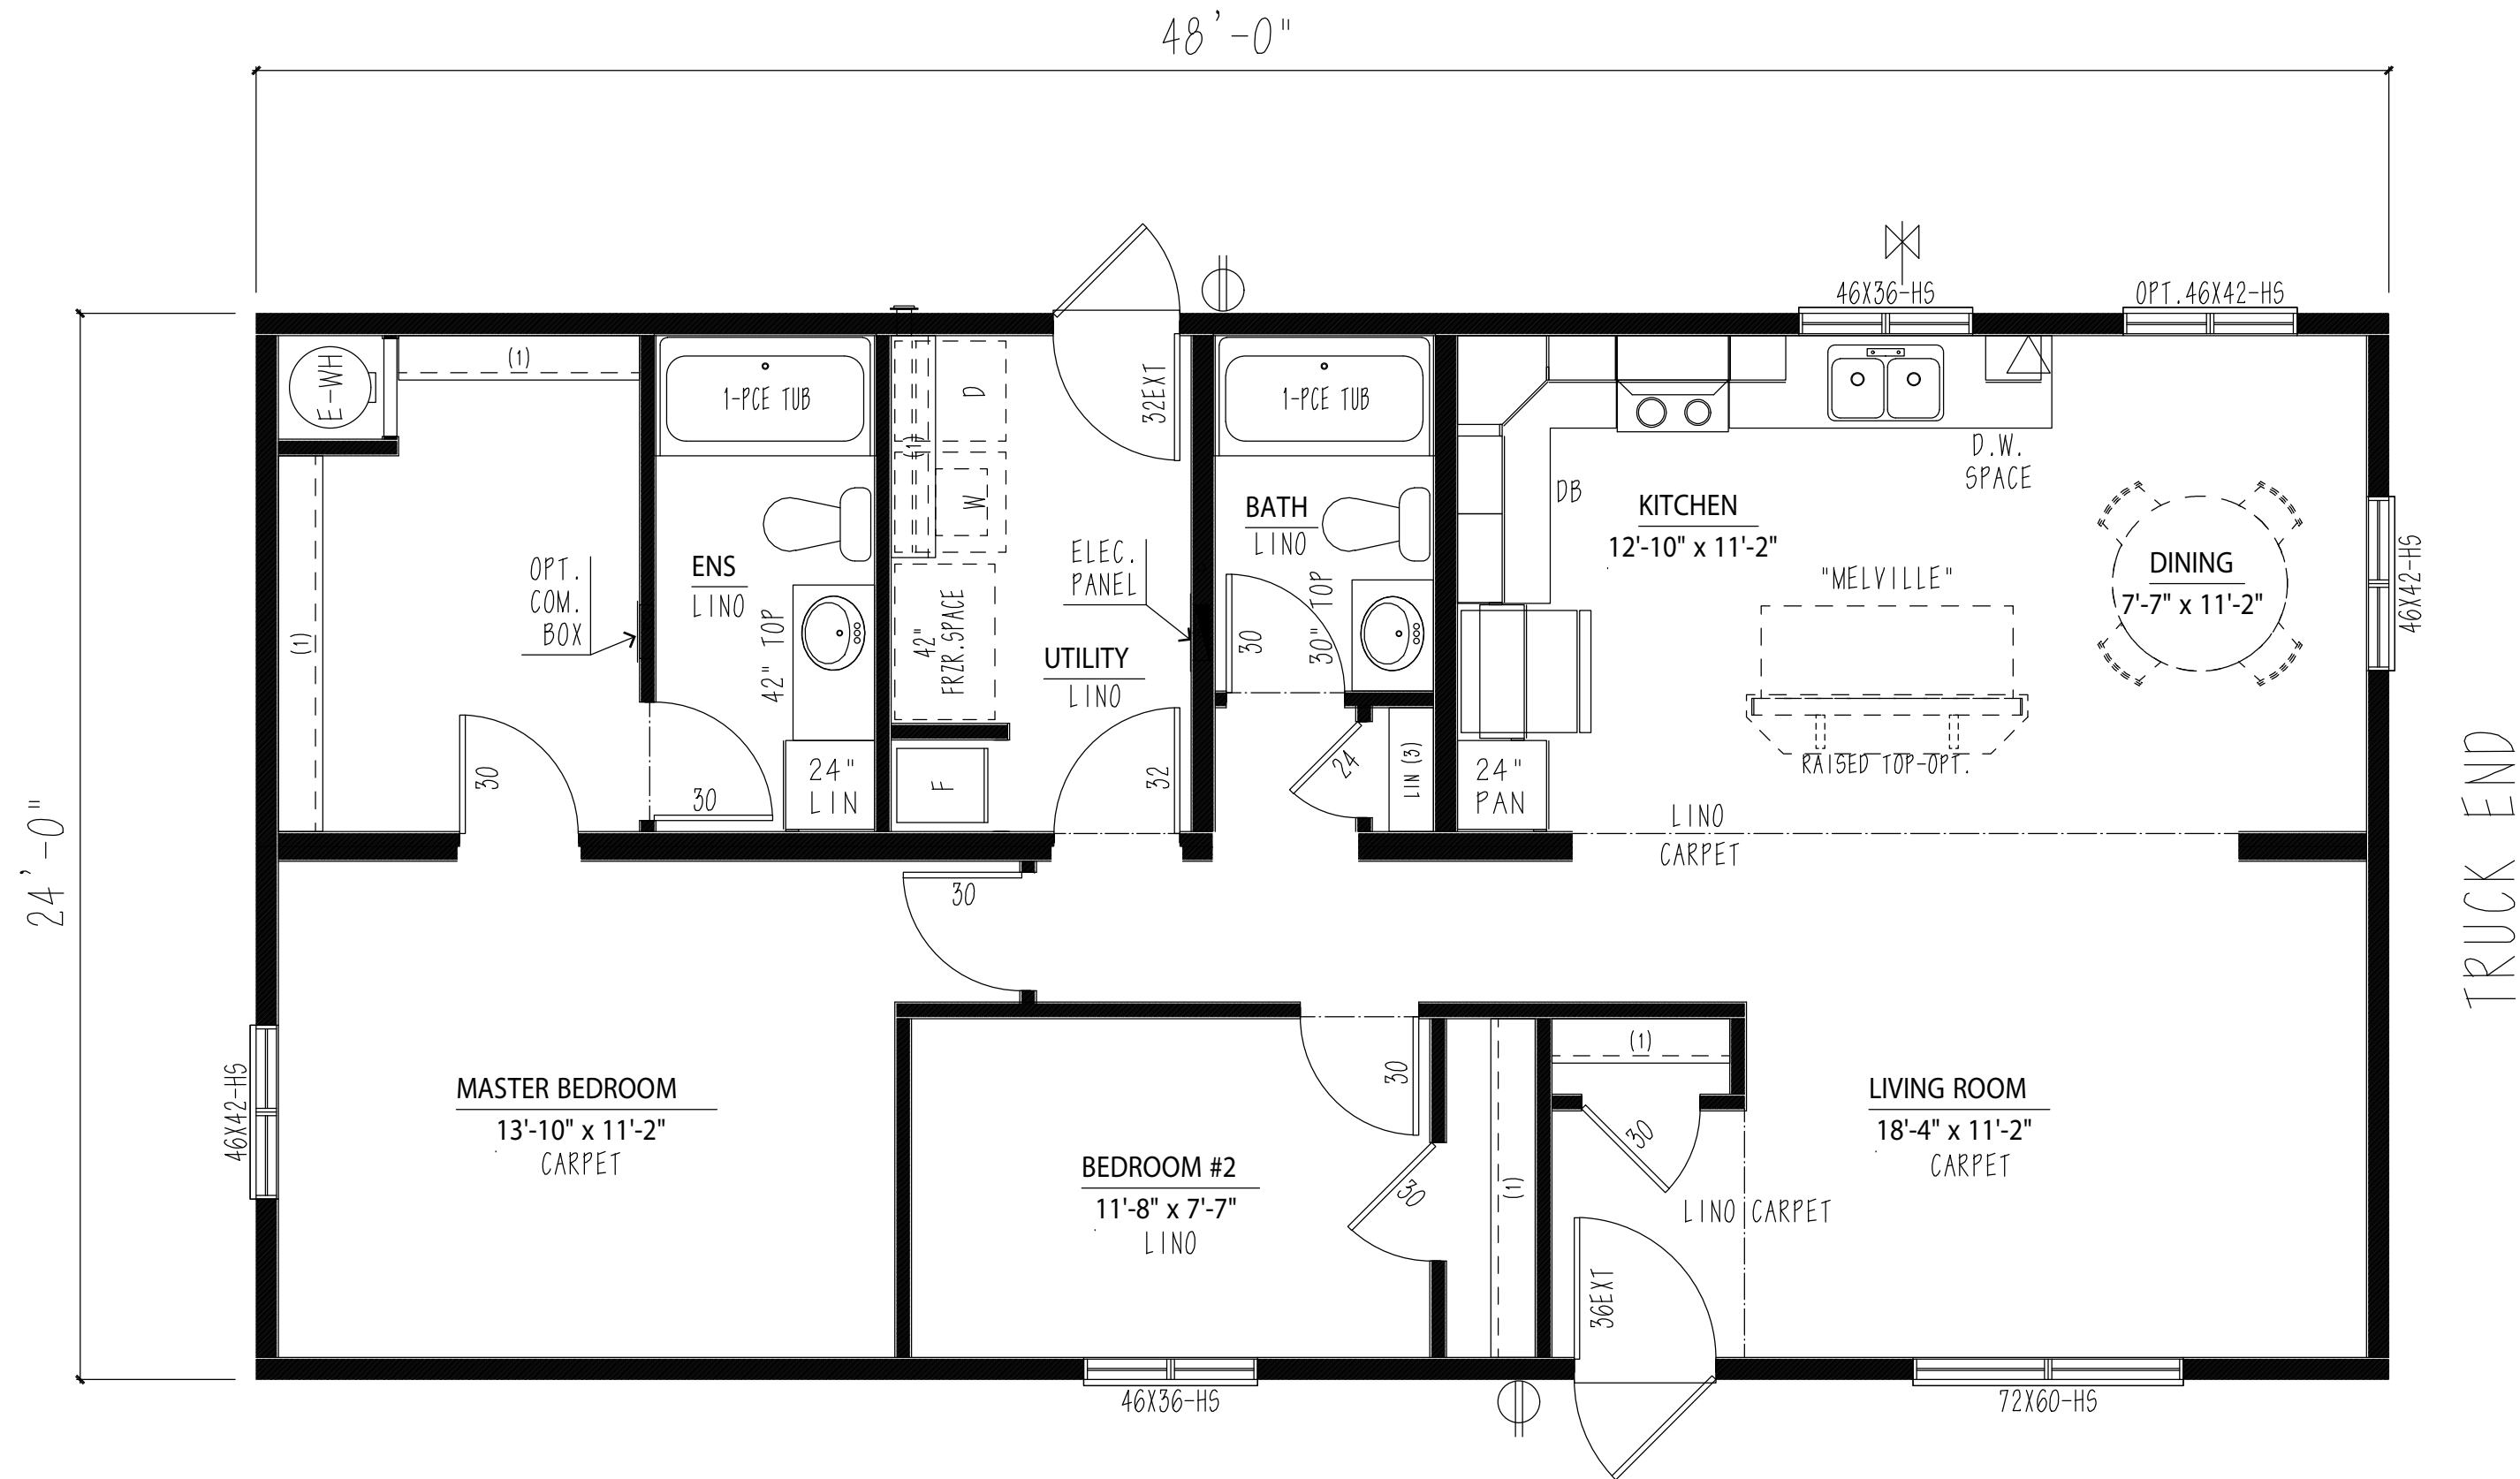 48'-0"
46X36-HS
OPT.46X42-HS
E-WH
(1)
1-PCE TUB
D
(1)
32EXT
1-PCE TUB
D.W.
SPACE
W
BATH
LINO
DB
KITCHEN
12'-10" x 11'-2"
DINING
7'-7" x 11'-2"
46X42-HS
"MELVILLE"
RAISED TOP-OPT.
OPT.
COM.
BOX
ENS
LINO
42" TOP
42"
FRZR.SPACE
ELEC.
PANEL
UTILITY
LINO
30
30" TOP
(1)
30
30
24"
LIN
F
32
24
LIN (3)
24"
PAN
LINO
CARPET
24'-0"
TRUCK END
30
46X42-HS
MASTER BEDROOM
13'-10" x 11'-2"
CARPET
30
BEDROOM #2
11'-8" x 7'-7"
LINO
30
(1)
(1)
30
LIVING ROOM
18'-4" x 11'-2"
CARPET
LINO CARPET
36EXT
46X36-HS
72X60-HS